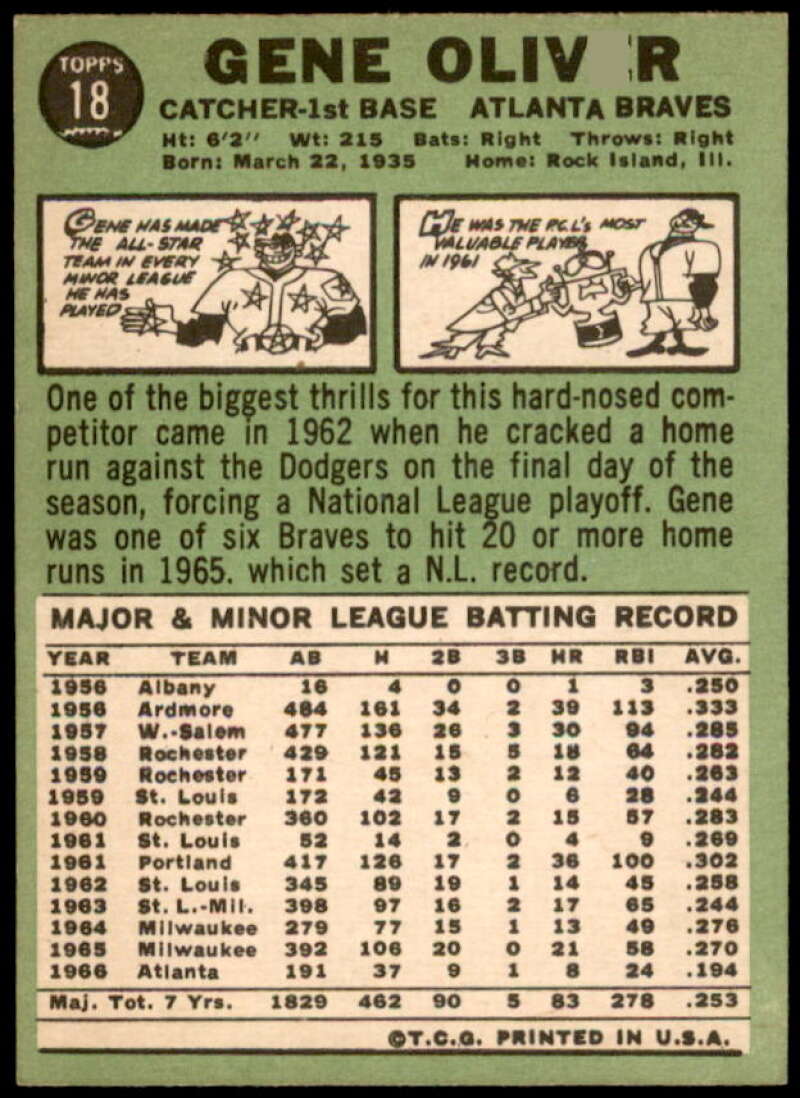 TOPPS
18
GENE OLIV R
CATCHER-1st BASE ATLANTA BRAVES
Ht: 6'2" Wt: 215 Bats: Right Throws: Right
Born: March 22, 1935 Home: Rock Island, Ill.
GENE HAS MADE
THE ALL-STAR
TEAM IN EVERY
MINOR LEAGUE
HE HAS
PLAYED
HE WAS THE P.C.L's MOST
VALUABLE PLAYER
IN 1961
One of the biggest thrills for this hard-nosed com-
petitor came in 1962 when he cracked a home
run against the Dodgers on the final day of the
season, forcing a National League playoff. Gene
was one of six Braves to hit 20 or more home
runs in 1965. which set a N.L. record.
MAJOR & MINOR LEAGUE BATTING RECORD
YEAR TEAM AB H 2B 3B HR RBI AVG.
1956 Albany 16 4 0 0 1 3 .250
1956 Ardmore 484 161 34 2 39 113 .333
1957 W.-Salem 477 136 26 3 30 94 .285
1958 Rochester 429 121 15 5 18 64 .282
1959 Rochester 171 45 13 2 12 40 .263
1959 St. Louis 172 42 9 0 6 28 .244
1960 Rochester 360 102 17 2 15 57 .283
1961 St. Louis 52 14 2 0 4 9 .269
1961 Portland 417 126 17 2 36 100 .302
1962 St. Louis 345 89 19 1 14 45 .258
1963 St. L.-Mil. 398 97 16 2 17 65 .244
1964 Milwaukee 279 77 15 1 13 49 .276
1965 Milwaukee 392 106 20 0 21 58 .270
1966 Atlanta 191 37 9 1 8 24 .194
Maj. Tot. 7 Yrs. 1829 462 90 5 83 278 .253
©T.C.G. PRINTED IN U.S.A.